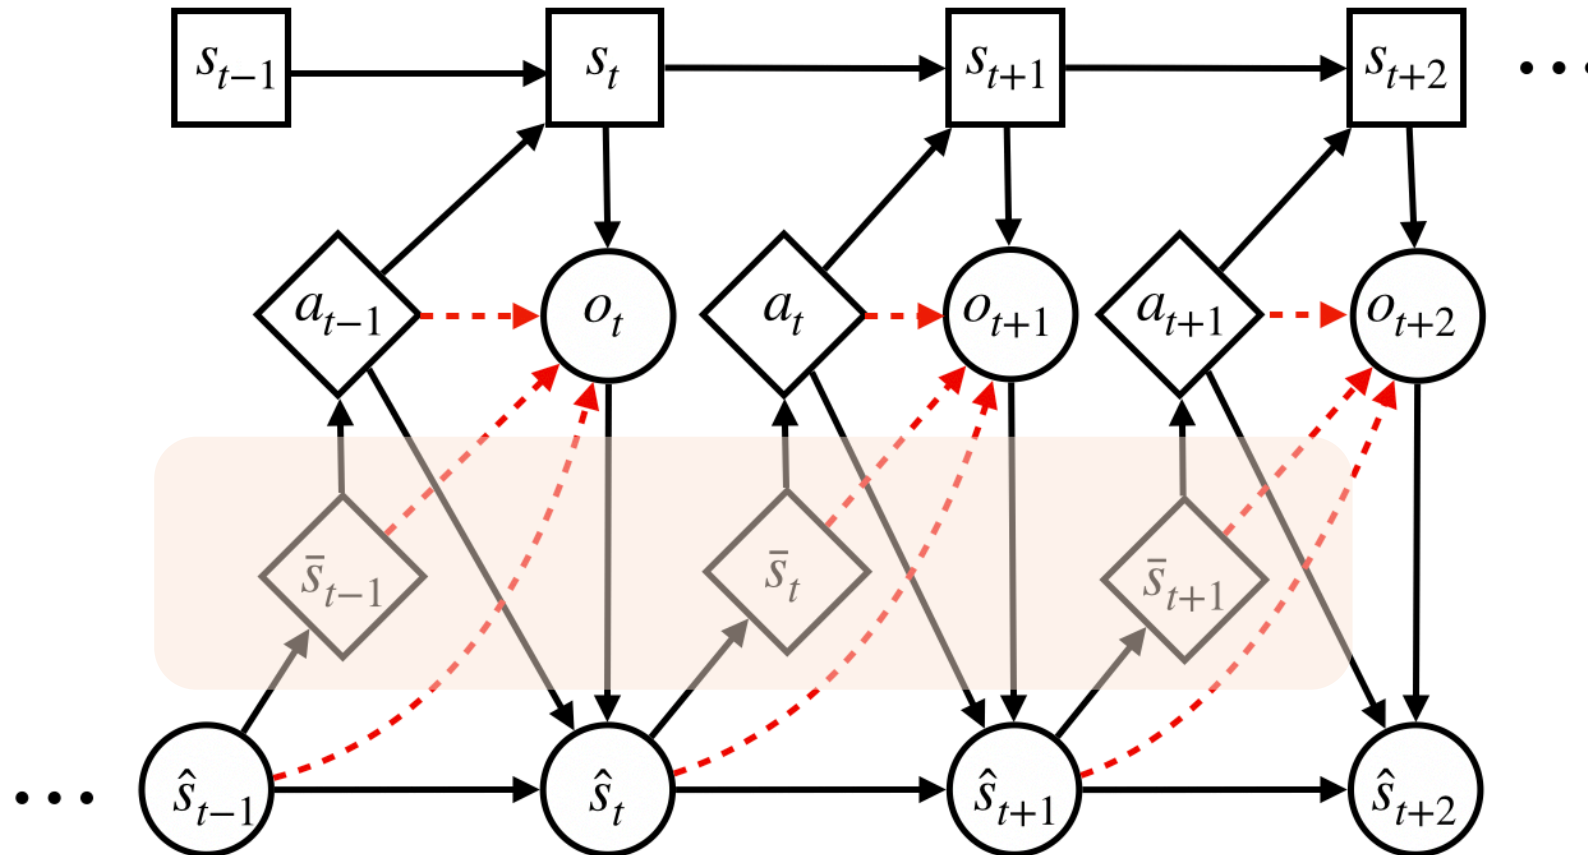 s_{t−1} s_t s_{t+1} s_{t+2} ···
a_{t−1} o_t a_t o_{t+1} a_{t+1} o_{t+2}
s̄_{t−1} s̄_t s̄_{t+1}
··· ŝ_{t−1} ŝ_t ŝ_{t+1} ŝ_{t+2}